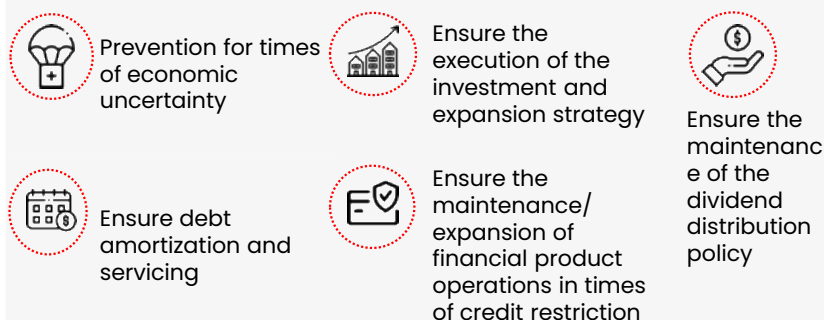 Prevention for times
of economic
uncertainty
Ensure the
execution of the
investment and
expansion strategy
$
Ensure the
maintenanc
e of the
dividend
distribution
policy
$
Ensure debt
amortization and
servicing
Ensure the
maintenance/
expansion of
financial product
operations in times
of credit restriction